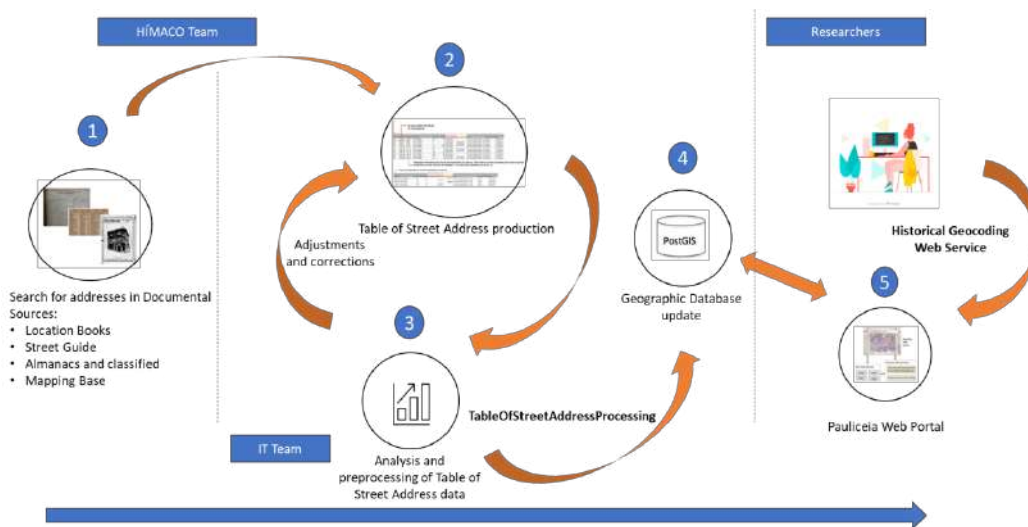 HÍMACO Team
Researchers
1
2
3
4
5
Search for addresses in Documental
Sources:
• Location Books
• Street Guide
• Almanacs and classified
• Mapping Base
Table of Street Address production
Adjustments
and corrections
Analysis and
preprocessing of Table of
Street Address data
IT Team
TableOfStreetAddressProcessing
PostGIS
Geographic Database
update
Historical Geocoding
Web Service
Pauliceia Web Portal